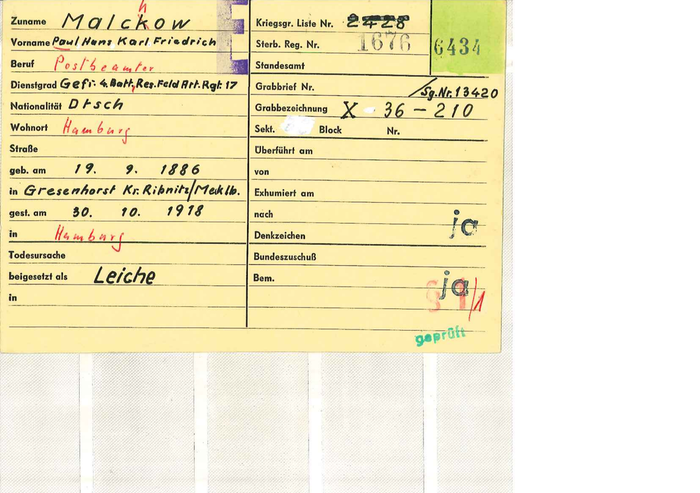 h
Zuname Malckow
Vorname Paul Hans Karl Friedrich
Beruf Postbeamter
Dienstgrad Gefr. 4. Batt. Res. Feld Art. Rgt. 17
Nationalität Dtsch
Wohnort Hamburg
Straße
geb. am 19. 9. 1886
in Gresenhorst Kr. Ribnitz/Mecklb.
gest. am 30. 10. 1918
in Hamburg
Todesursache
beigesetzt als Leiche
in
Kriegsgr. Liste Nr. 2428
Sterb. Reg. Nr. 1676
6434
Standesamt
Grabbrief Nr. /Sg.Nr.13420
Grabbezeichnung X 36-210
Sekt. Block Nr.
Überführt am
von
Exhumiert am
nach
ja
Denkzeichen
Bundeszuschuß
Bem. ja
/1
geprüft